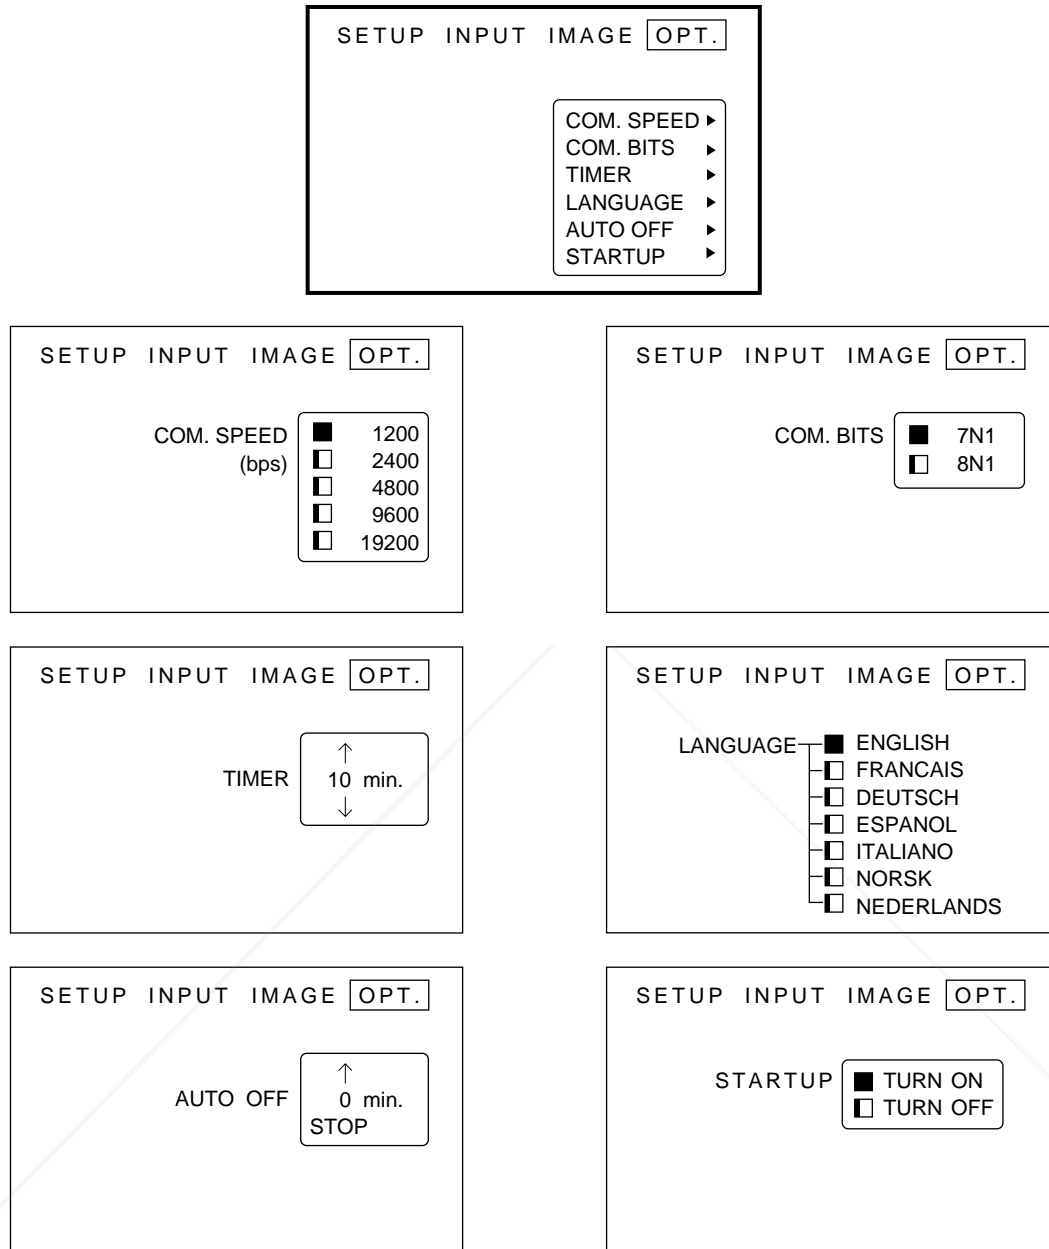 SETUP INPUT IMAGE OPT.
COM. SPEED
COM. BITS
TIMER
LANGUAGE
AUTO OFF
STARTUP
SETUP INPUT IMAGE OPT.
COM. SPEED
(bps)
1200
2400
4800
9600
19200
SETUP INPUT IMAGE OPT.
COM. BITS
7N1
8N1
SETUP INPUT IMAGE OPT.
TIMER
10 min.
SETUP INPUT IMAGE OPT.
LANGUAGE
ENGLISH
FRANCAIS
DEUTSCH
ESPANOL
ITALIANO
NORSK
NEDERLANDS
SETUP INPUT IMAGE OPT.
AUTO OFF
0 min.
STOP
SETUP INPUT IMAGE OPT.
STARTUP
TURN ON
TURN OFF